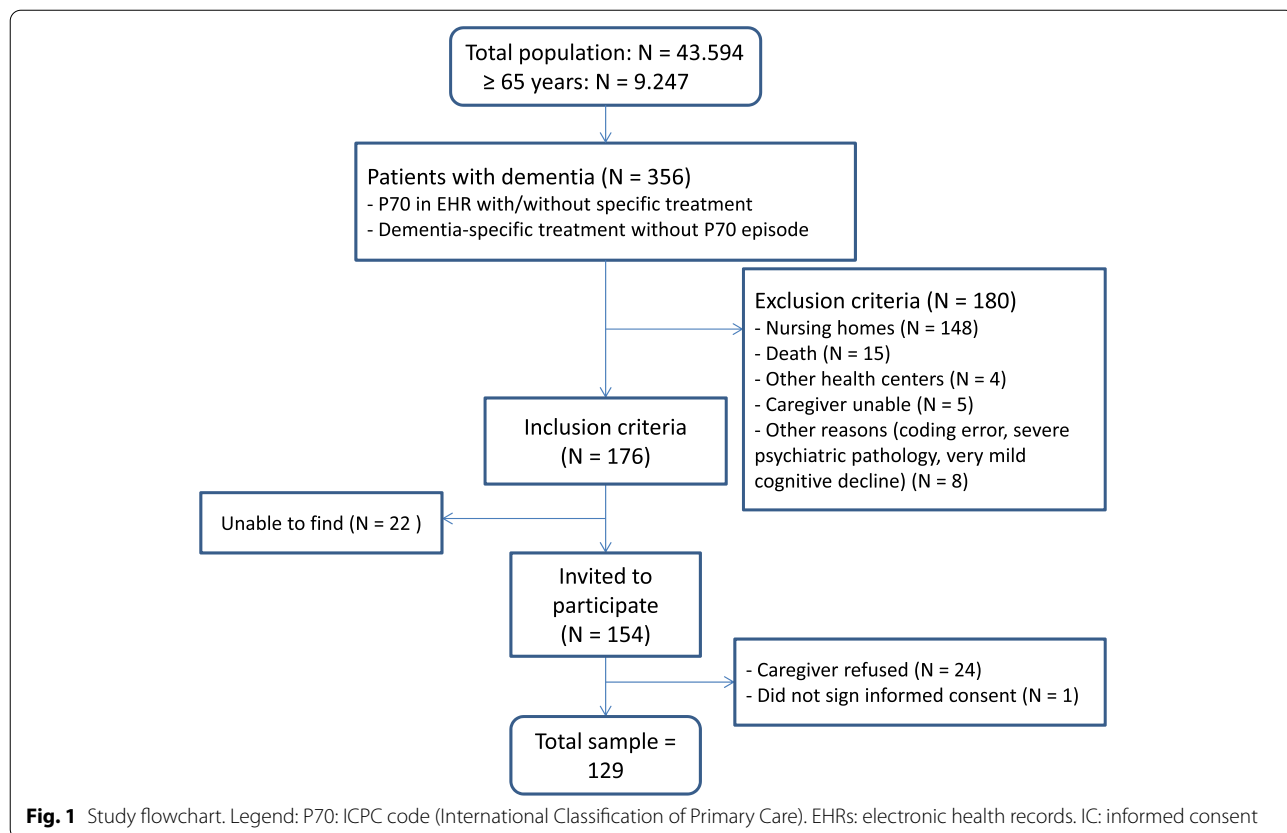 Total population: N = 43.594
≥ 65 years: N = 9.247
Patients with dementia (N = 356)
- P70 in EHR with/without specific treatment
- Dementia-specific treatment without P70 episode
Exclusion criteria (N = 180)
- Nursing homes (N = 148)
- Death (N = 15)
- Other health centers (N = 4)
- Caregiver unable (N = 5)
- Other reasons (coding error, severe
psychiatric pathology, very mild
cognitive decline) (N = 8)
Inclusion criteria
(N = 176)
Unable to find (N = 22 )
Invited to
participate
(N = 154)
- Caregiver refused (N = 24)
- Did not sign informed consent (N = 1)
Total sample =
129
Fig. 1 Study flowchart. Legend: P70: ICPC code (International Classification of Primary Care). EHRs: electronic health records. IC: informed consent